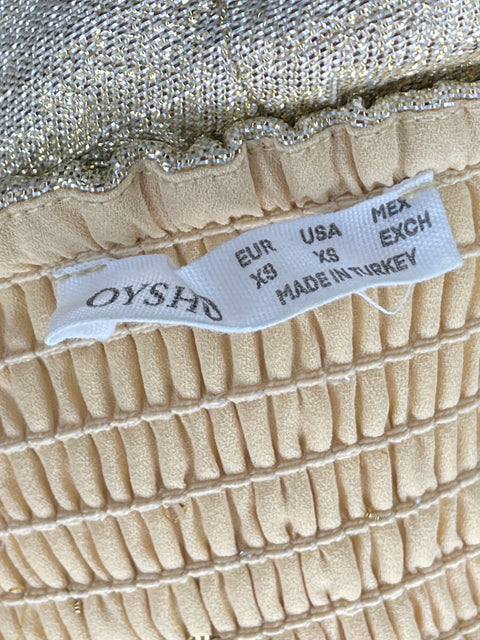 OYSHO
EUR USA MEX
XS XS EXCH
MADE IN TURKEY